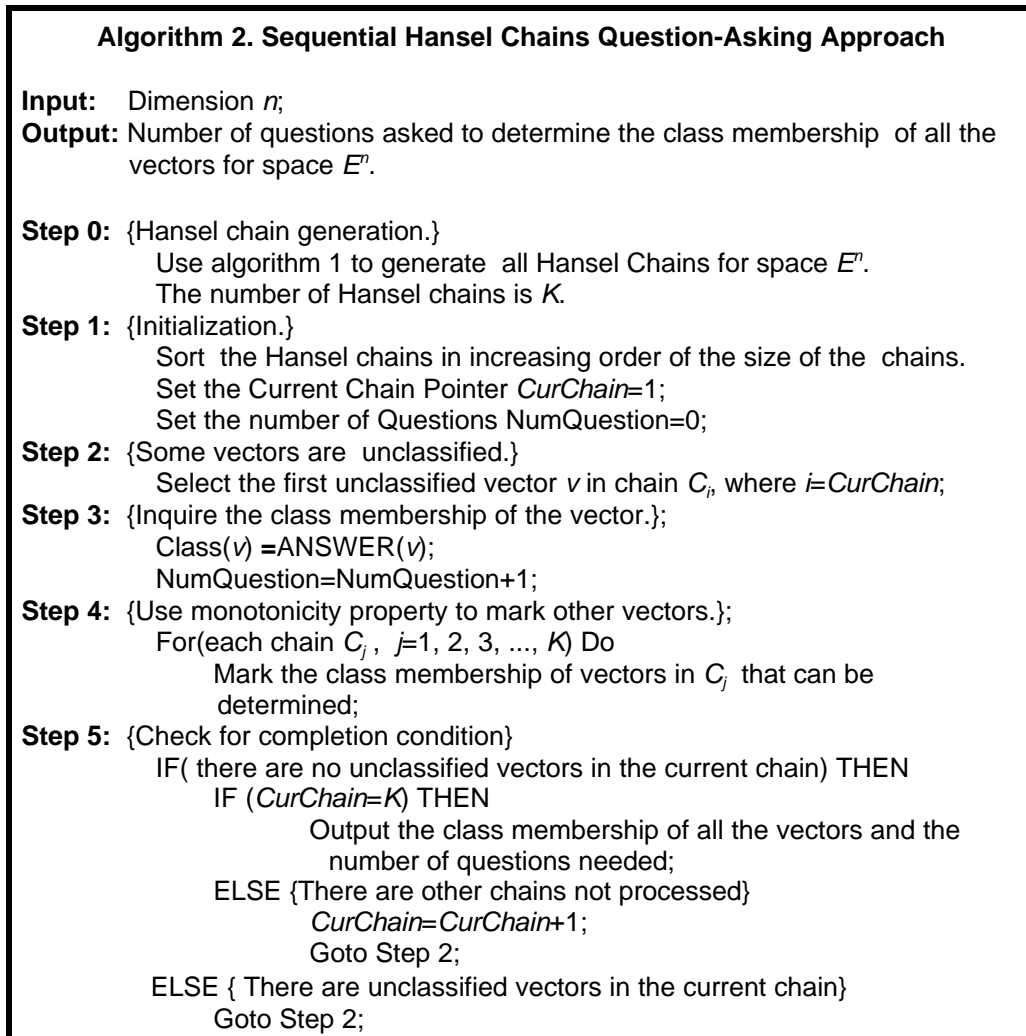 Algorithm 2. Sequential Hansel Chains Question-Asking Approach
Input: Dimension n;
Output: Number of questions asked to determine the class membership of all the
vectors for space Eⁿ.
Step 0: {Hansel chain generation.}
Use algorithm 1 to generate all Hansel Chains for space Eⁿ.
The number of Hansel chains is K.
Step 1: {Initialization.}
Sort the Hansel chains in increasing order of the size of the chains.
Set the Current Chain Pointer CurChain=1;
Set the number of Questions NumQuestion=0;
Step 2: {Some vectors are unclassified.}
Select the first unclassified vector v in chain Cᵢ, where i=CurChain;
Step 3: {Inquire the class membership of the vector.};
Class(v) =ANSWER(v);
NumQuestion=NumQuestion+1;
Step 4: {Use monotonicity property to mark other vectors.};
For(each chain Cⱼ , j=1, 2, 3, ..., K) Do
Mark the class membership of vectors in Cⱼ that can be
determined;
Step 5: {Check for completion condition}
IF( there are no unclassified vectors in the current chain) THEN
IF (CurChain=K) THEN
Output the class membership of all the vectors and the
number of questions needed;
ELSE {There are other chains not processed}
CurChain=CurChain+1;
Goto Step 2;
ELSE { There are unclassified vectors in the current chain}
Goto Step 2;